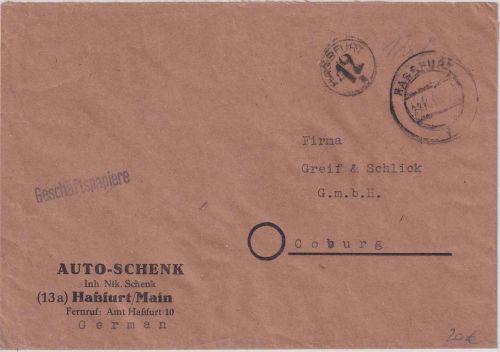 HASSFURT
12
HASSFURT
Firma
Greif & Schlick
G.m.b.H.
Geschäftspapiere
Coburg
AUTO-SCHENK
Inh. Nik. Schenk
(13a) Haßfurt/Main
Fernruf: Amt Haßfurt 10
German
20€